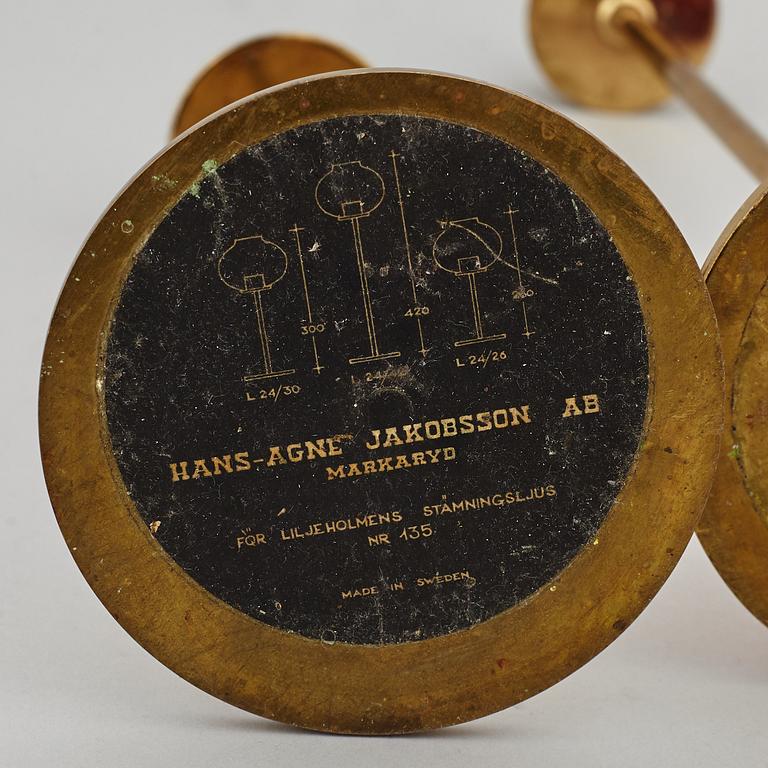 300
420
L 24/30
L 24/26
HANS-AGNE JAKOBSSON AB
MARKARYD
FÖR LILJEHOLMENS STÄMNINGSLJUS
NR 135
MADE IN SWEDEN